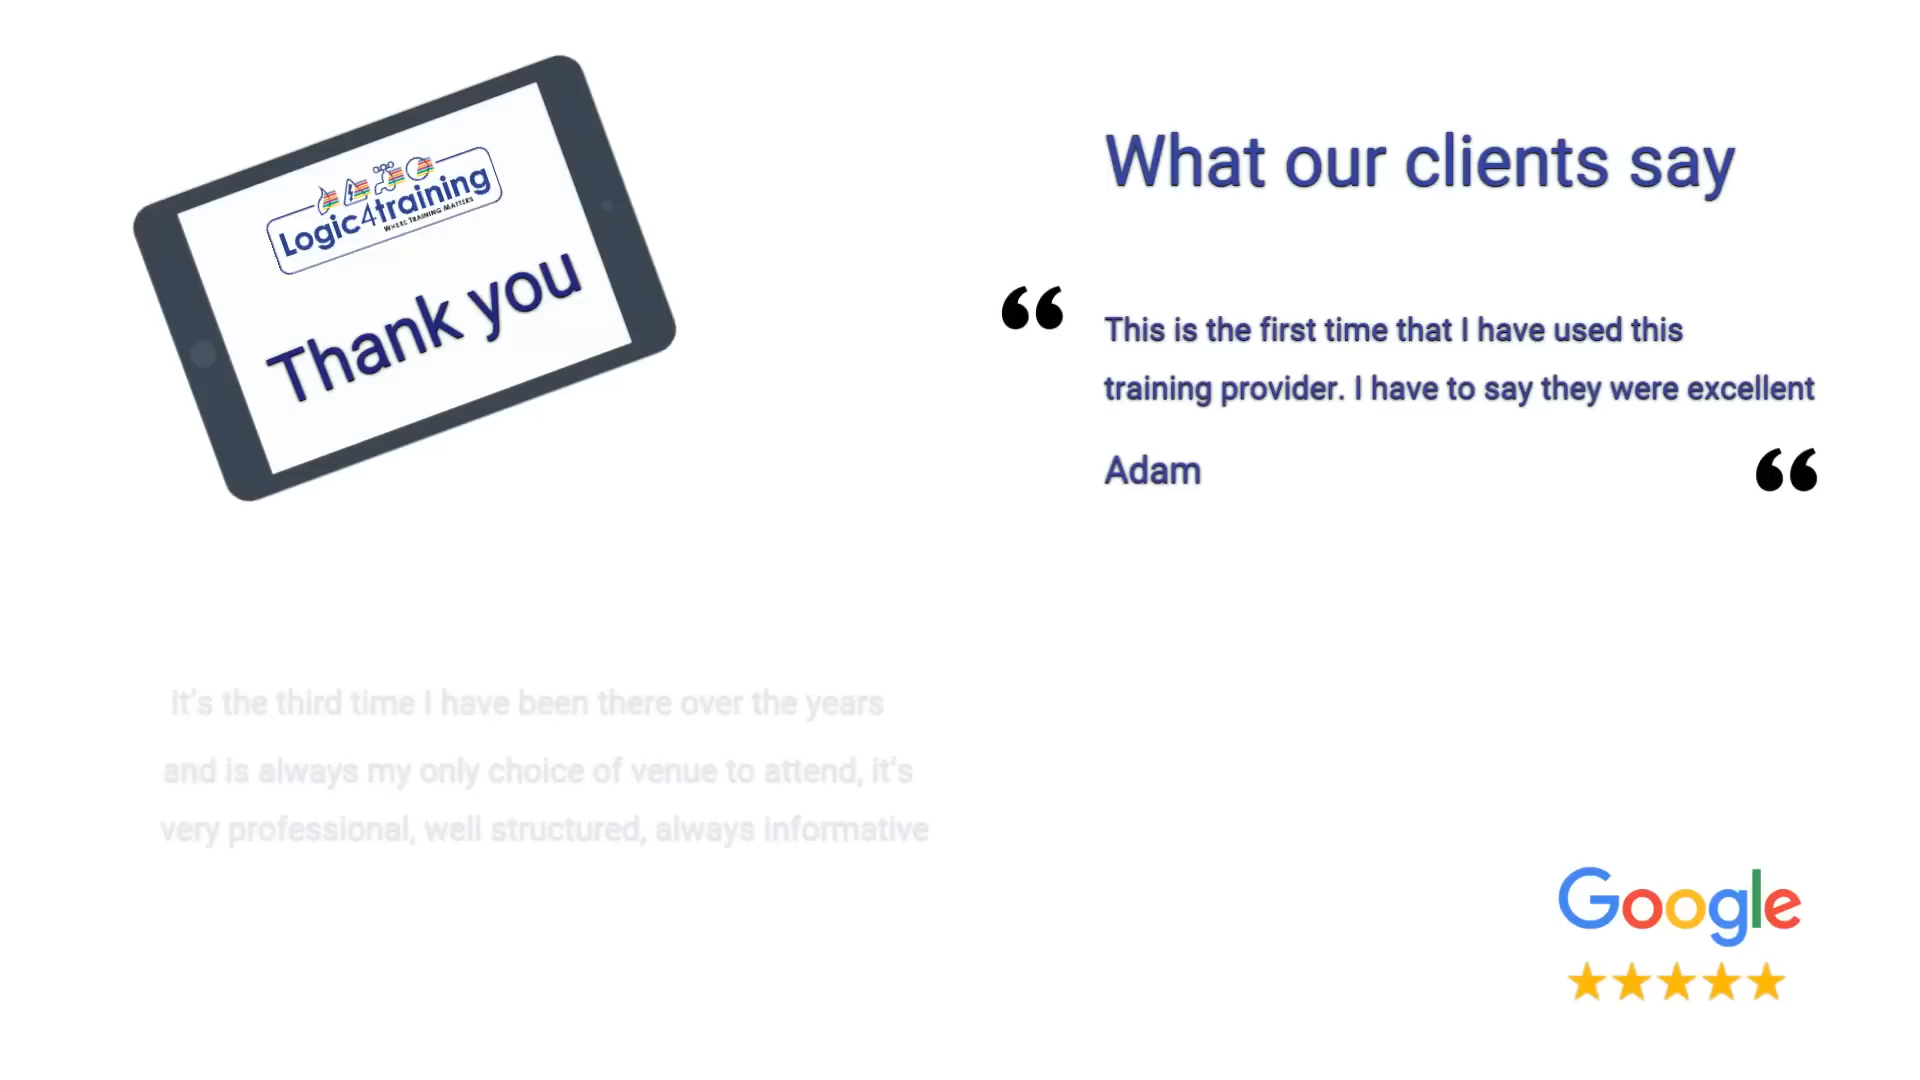 Logic4training
WHERE TRAINING MATTERS
Thank you
What our clients say
“
This is the first time that I have used this
training provider. I have to say they were excellent
Adam
“
It's the third time I have been there over the years
and is always my only choice of venue to attend, it's
very professional, well structured, always informative
Google